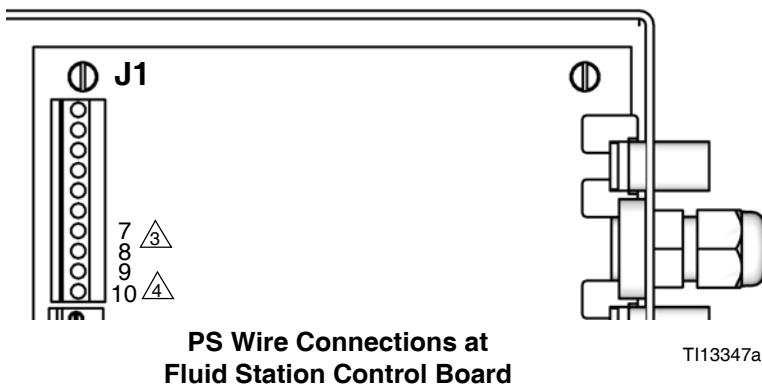 J1
7
3
8
9
10
4
PS Wire Connections at
Fluid Station Control Board
TI13347a